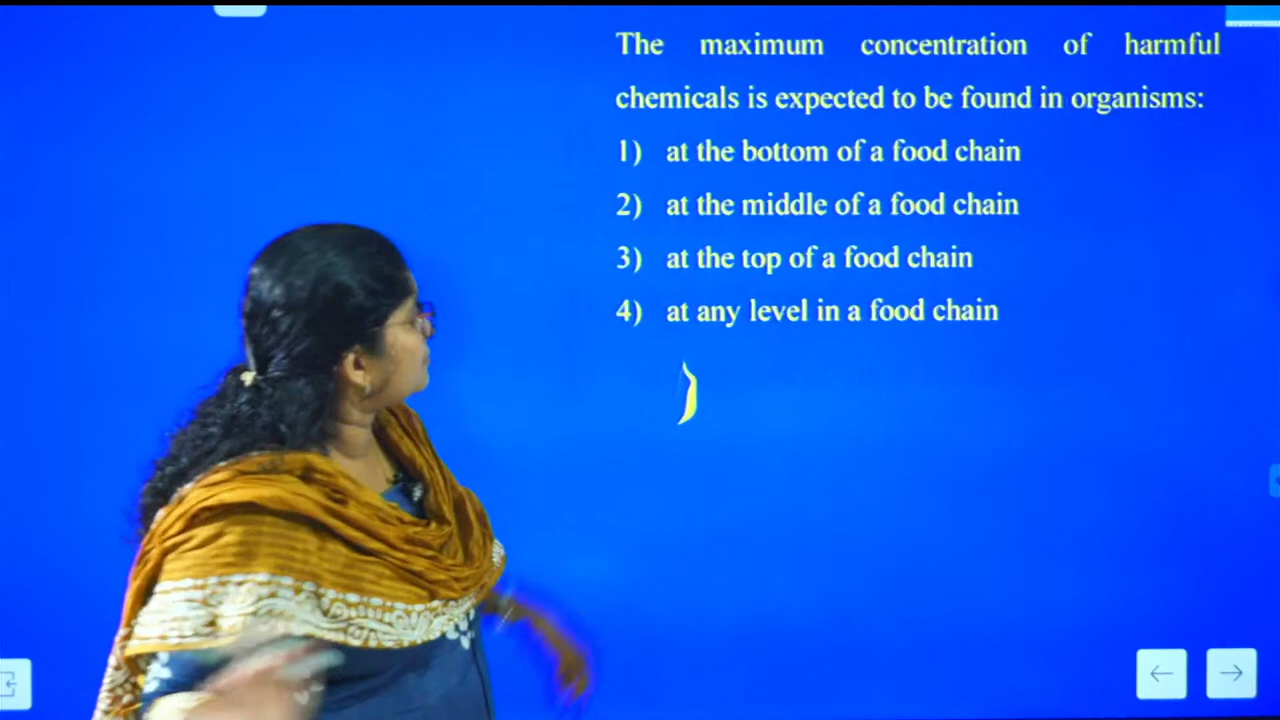 The maximum concentration of harmful
chemicals is expected to be found in organisms:
1) at the bottom of a food chain
2) at the middle of a food chain
3) at the top of a food chain
4) at any level in a food chain